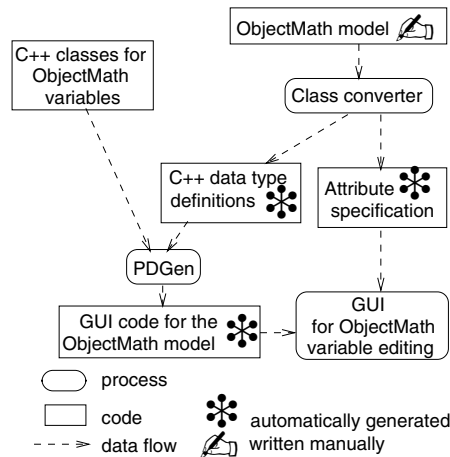 ObjectMath model
C++ classes for
ObjectMath
variables
Class converter
C++ data type
definitions
Attribute
specification
PDGen
GUI code for the
ObjectMath model
GUI
for ObjectMath
variable editing
process
code
automatically generated
data flow
written manually